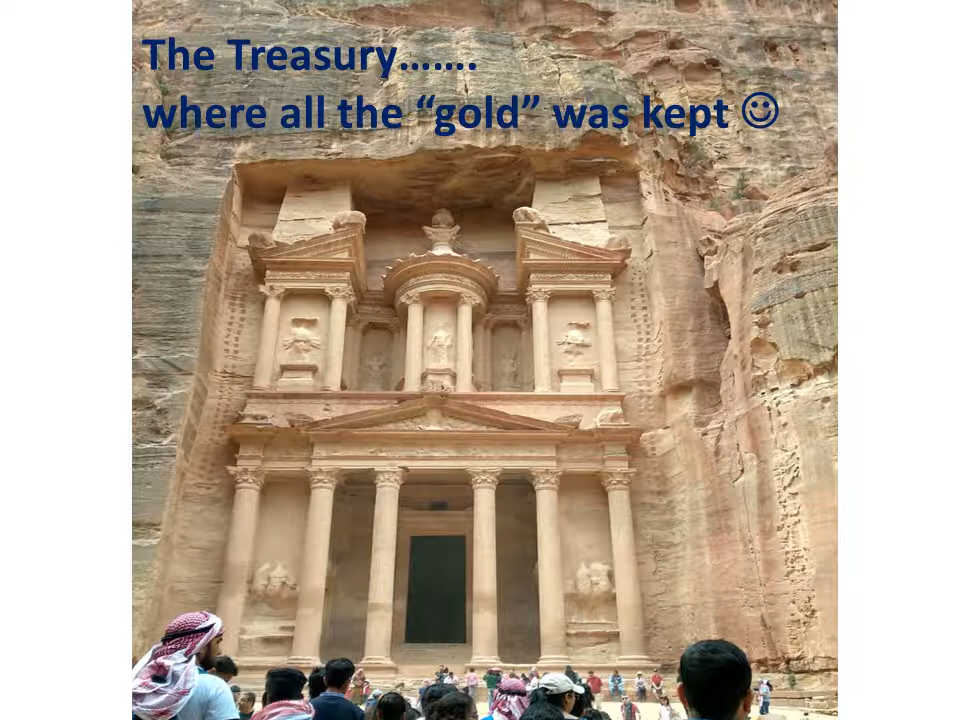 The Treasury…….
where all the “gold” was kept ☺